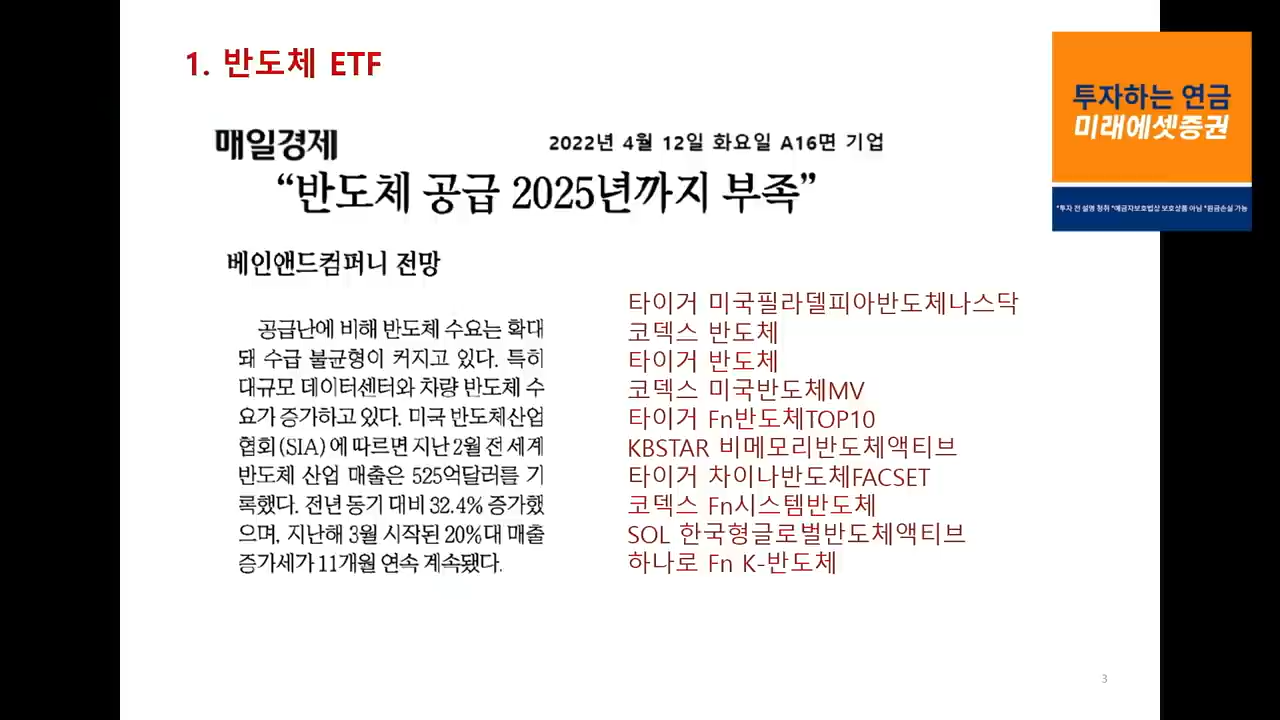 1. 반도체 ETF
매일경제
2022년 4월 12일 화요일 A16면 기업
“반도체 공급 2025년까지 부족”
베인앤드컴퍼니 전망
공급난에 비해 반도체 수요는 확대
돼 수급 불균형이 커지고 있다. 특히
대규모 데이터센터와 차량 반도체 수
요가 증가하고 있다. 미국 반도체산업
협회(SIA)에 따르면 지난 2월 전 세계
반도체 산업 매출은 525억달러를 기
록했다. 전년 동기 대비 32.4% 증가했
으며, 지난해 3월 시작된 20%대 매출
증가세가 11개월 연속 계속됐다.
타이거 미국필라델피아반도체나스닥
코덱스 반도체
타이거 반도체
코덱스 미국반도체MV
타이거 Fn반도체TOP10
KBSTAR 비메모리반도체액티브
타이거 차이나반도체FACSET
코덱스 Fn시스템반도체
SOL 한국형글로벌반도체액티브
하나로 Fn K-반도체
투자하는 연금
미래에셋증권
*투자 전 설명 청취 *예금자보호법상 보호상품 아님 *원금손실 가능
3